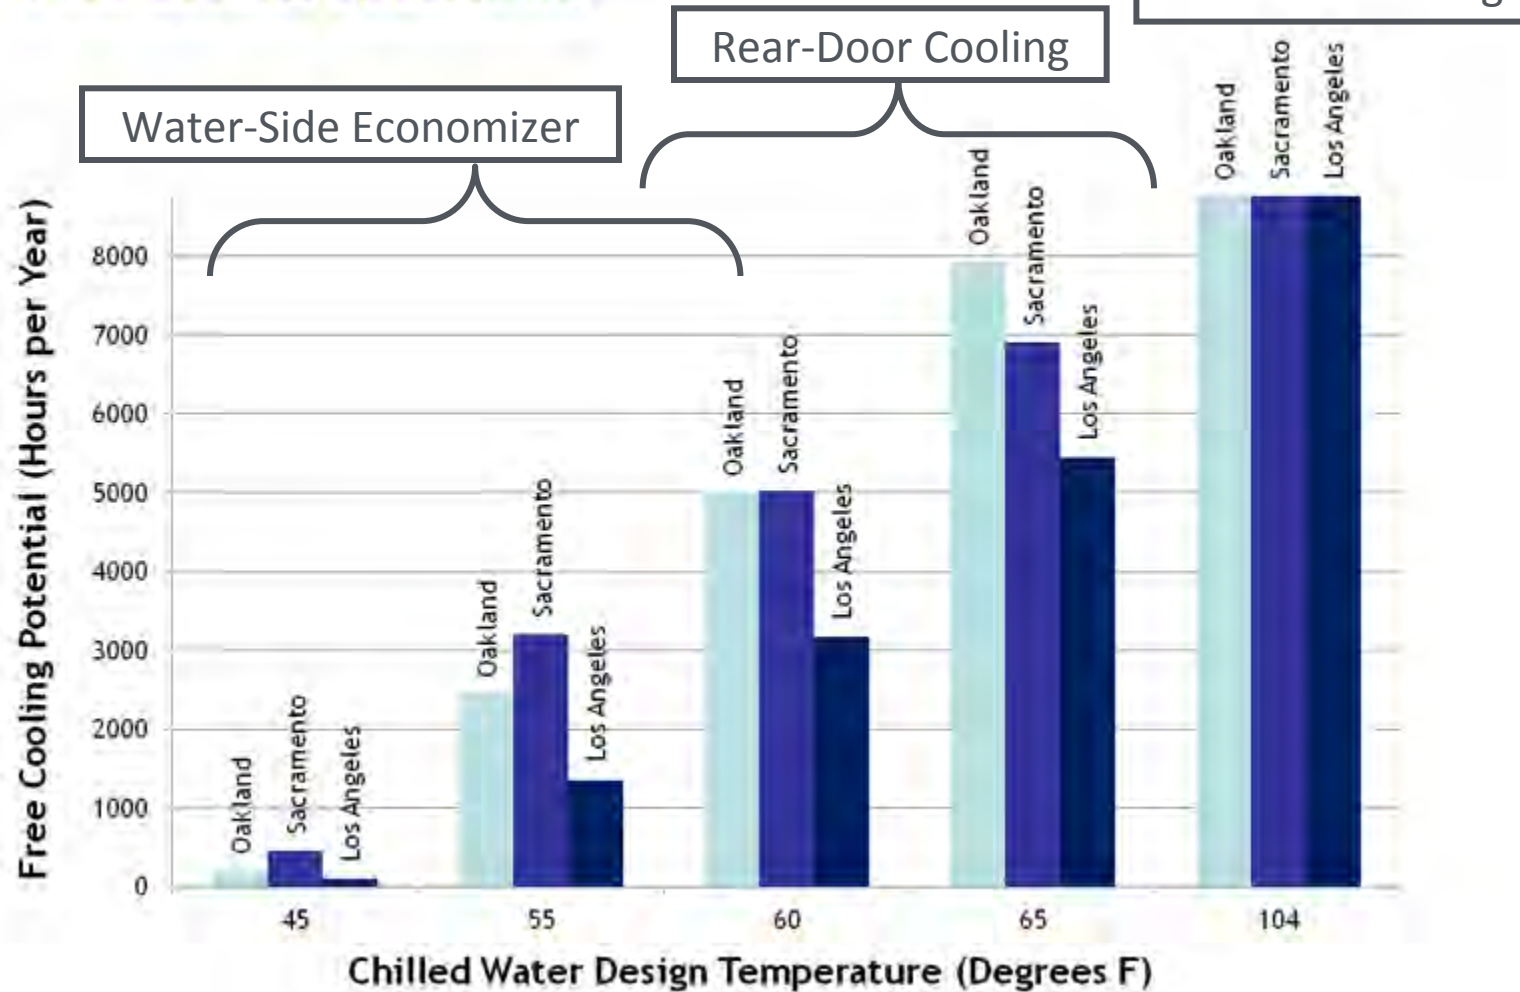 Rear-Door Cooling
Water-Side Economizer
Free Cooling Potential (Hours per Year)
8000
7000
6000
5000
4000
3000
2000
1000
0
Oakland
Sacramento
Los Angeles
Oakland
Sacramento
Los Angeles
Oakland
Sacramento
Los Angeles
Oakland
Sacramento
Los Angeles
Oakland
Sacramento
Los Angeles
45 55 60 65 104
Chilled Water Design Temperature (Degrees F)